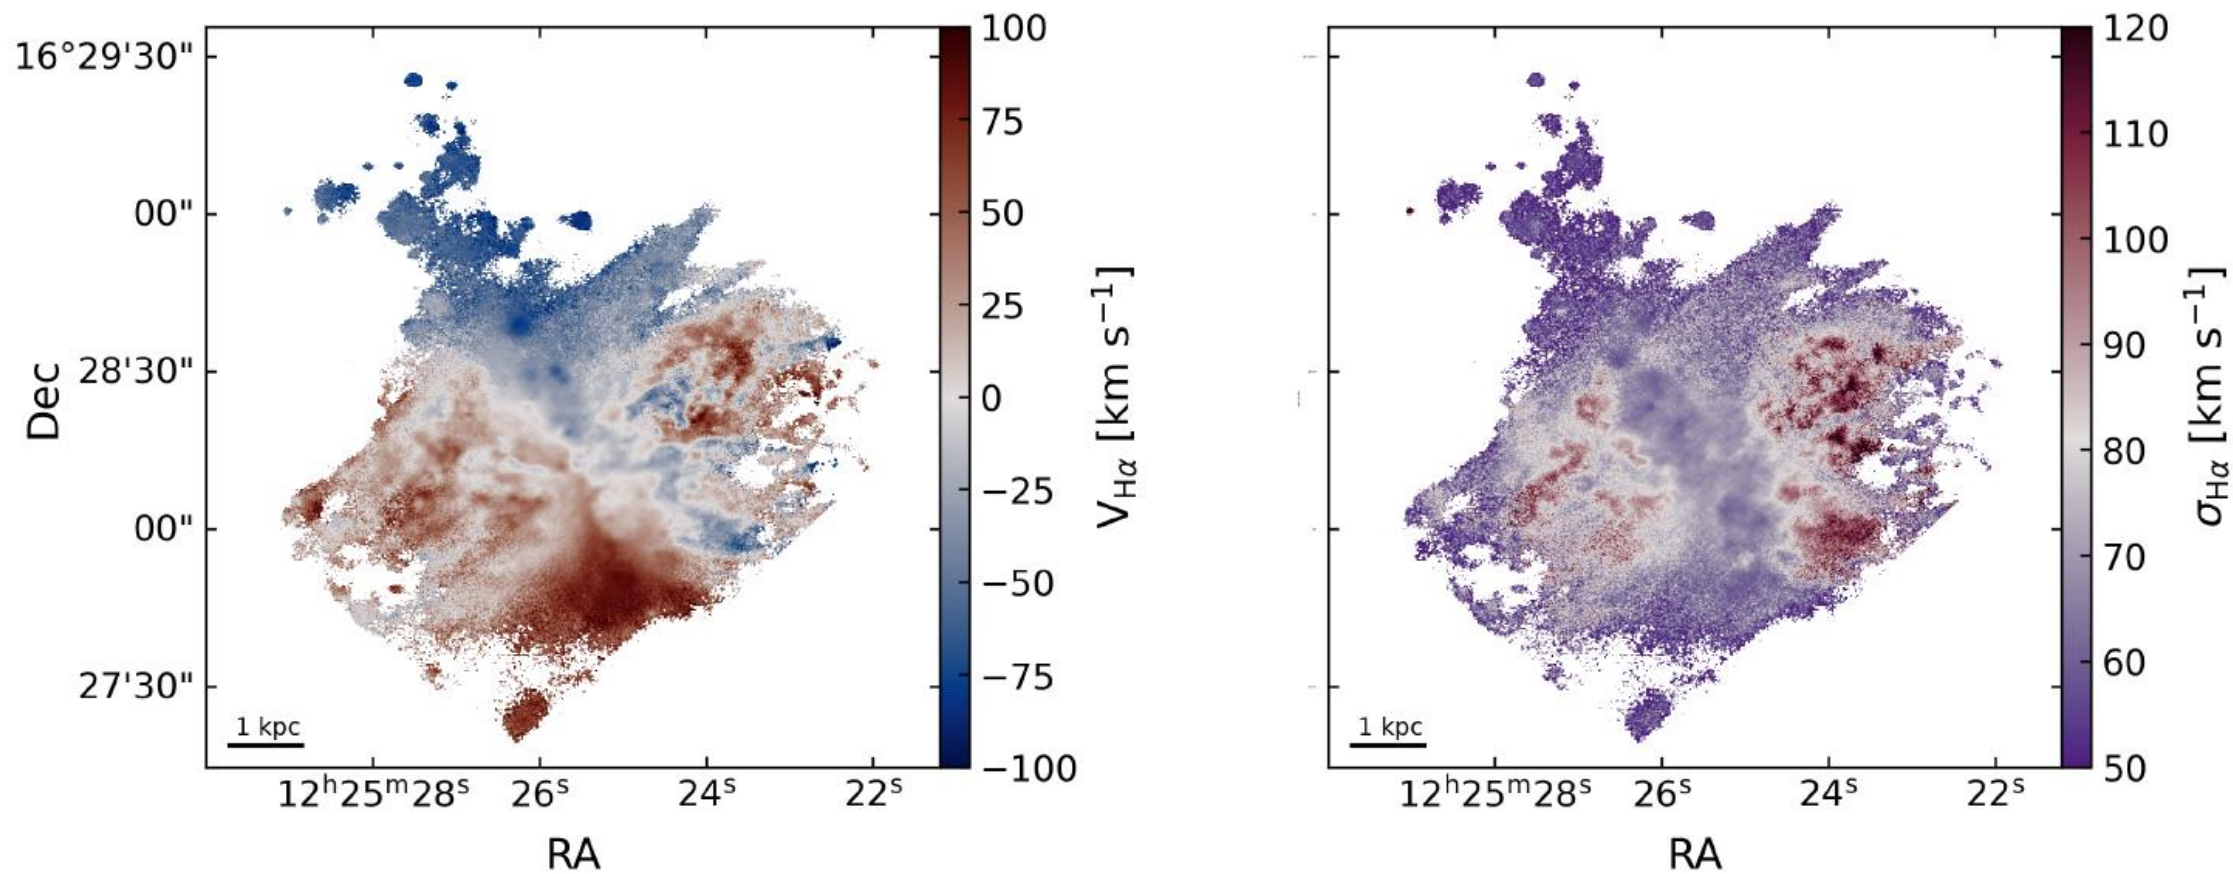 16°29'30"
00"
28'30"
00"
27'30"
Dec
1 kpc
12ʰ25ᵐ28ˢ 26ˢ 24ˢ 22ˢ
RA
100
75
50
25
0
−25
−50
−75
−100
V_Hα [km s⁻¹]
1 kpc
12ʰ25ᵐ28ˢ 26ˢ 24ˢ 22ˢ
RA
120
110
100
90
80
70
60
50
σ_Hα [km s⁻¹]